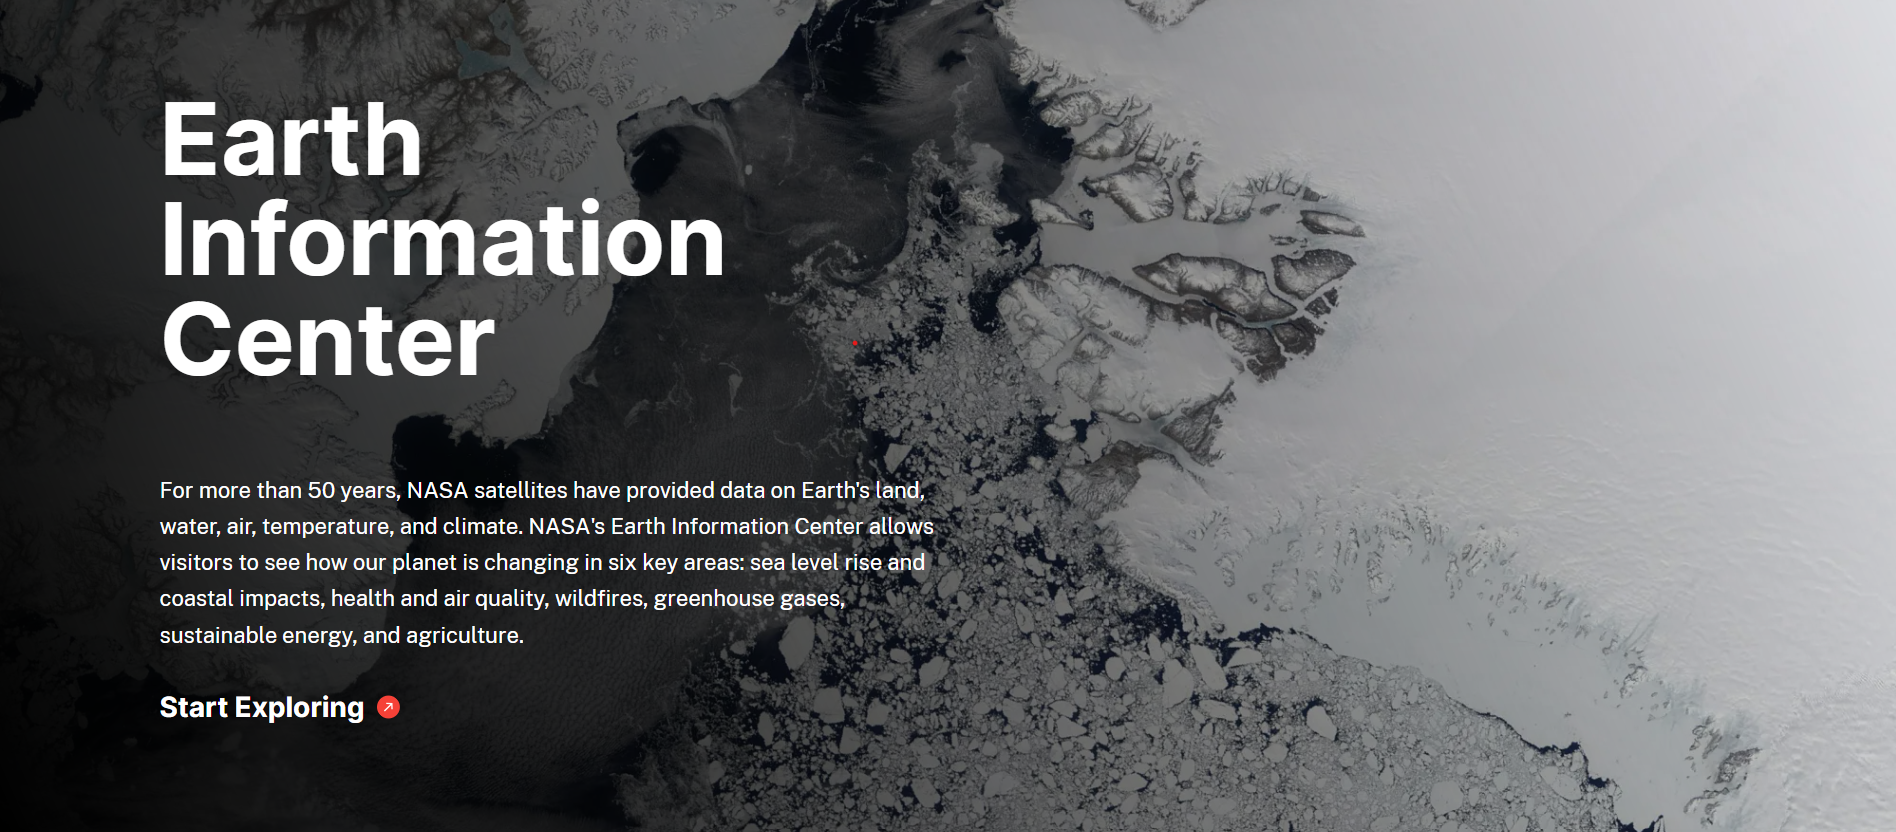 Earth
Information
Center
For more than 50 years, NASA satellites have provided data on Earth's land,
water, air, temperature, and climate. NASA's Earth Information Center allows
visitors to see how our planet is changing in six key areas: sea level rise and
coastal impacts, health and air quality, wildfires, greenhouse gases,
sustainable energy, and agriculture.
Start Exploring